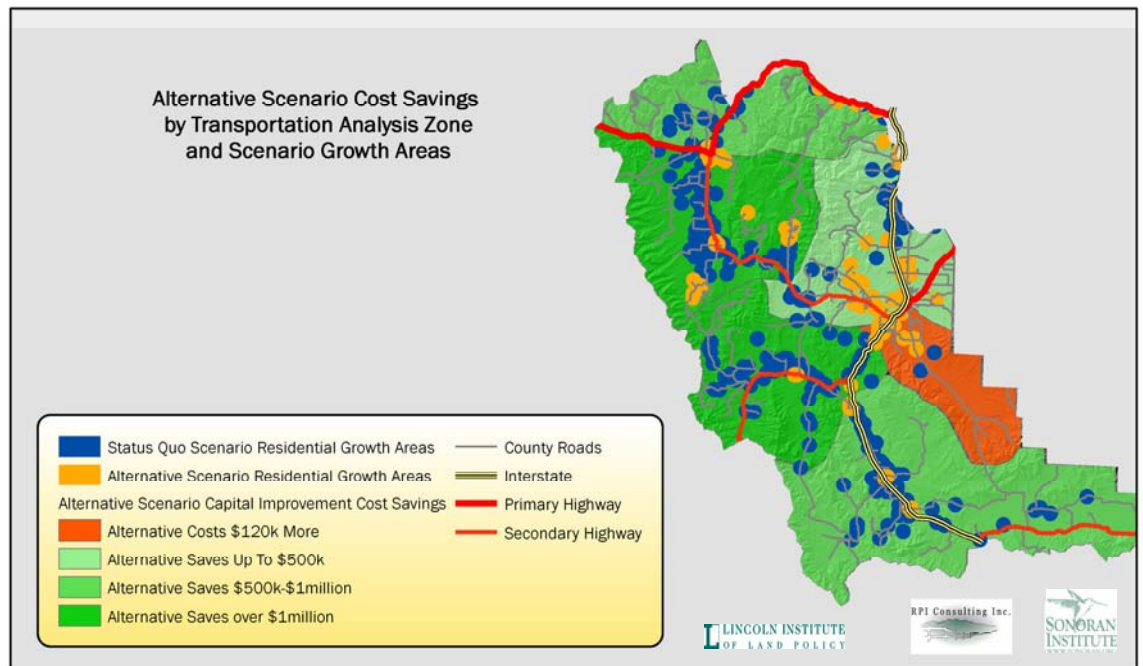 Alternative Scenario Cost Savings
by Transportation Analysis Zone
and Scenario Growth Areas
Status Quo Scenario Residential Growth Areas
Alternative Scenario Residential Growth Areas
Alternative Scenario Capital Improvement Cost Savings
Alternative Costs $120k More
Alternative Saves Up To $500k
Alternative Saves $500k-$1million
Alternative Saves over $1million
County Roads
Interstate
Primary Highway
Secondary Highway
LINCOLN INSTITUTE
OF LAND POLICY
RPI Consulting Inc.
SONORAN
INSTITUTE